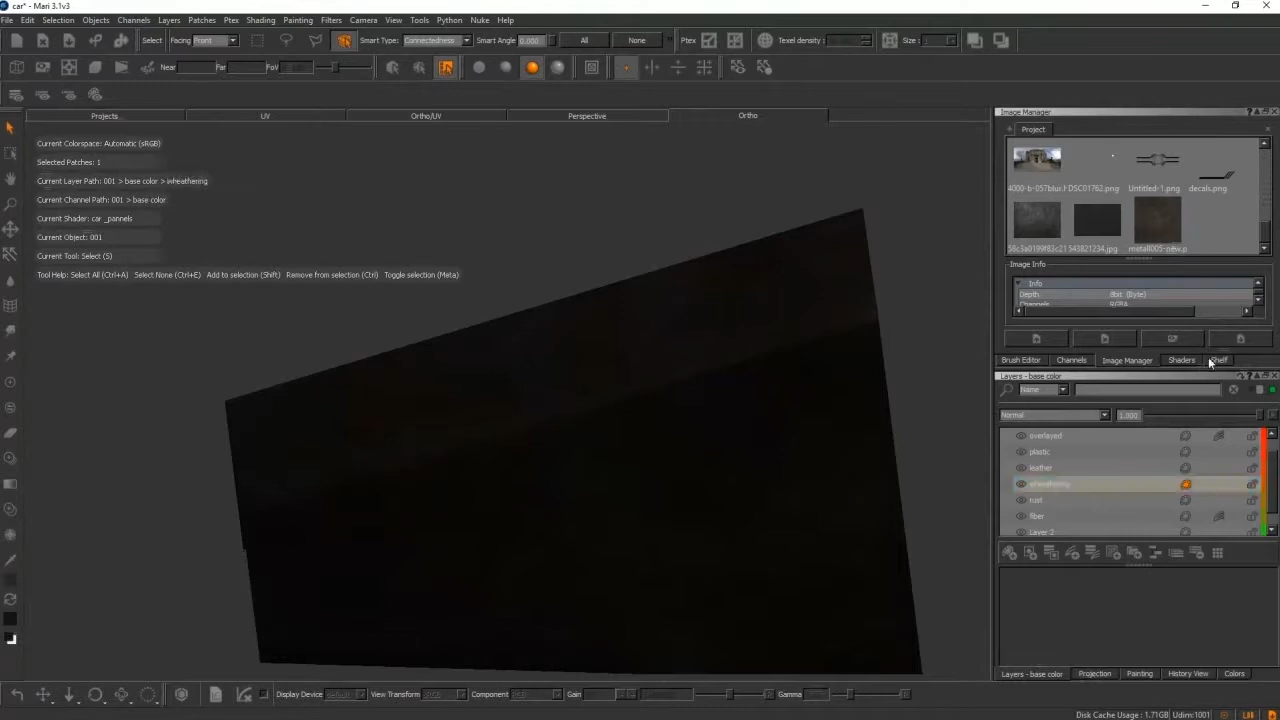 car* - Mari 3.1v3
File Edit Selection Objects Channels Layers Patches Ptex Shading Painting Filters Camera View Tools Python Nuke Help
Select Facing Front Smart Type: Connectedness Smart Angle 0.000 All None Ptex Texel density: Size :
Near Far FoV
Projects UV Ortho/UV Perspective Ortho
Current Colorspace: Automatic (sRGB)
Selected Patches: 1
Current Layer Path: 001 > base color > wheathering
Current Channel Path: 001 > base color
Current Shader: car _pannels
Current Object: 001
Current Tool: Select (S)
Tool Help: Select All (Ctrl+A) Select None (Ctrl+E) Add to selection (Shift) Remove from selection (Ctrl) Toggle selection (Meta)
Image Manager
Project
4000-b-057blur.h DSC01762.png Untitled-1.png decals.png
58c3a0199f83c21 543821234.jpg metall005-new.p
Image Info
Info
Depth 8bit (Byte)
Channels RGBA
Brush Editor Channels Image Manager Shaders Shelf
Layers - base color
Name
Normal 1.000
overlayed
plastic
leather
wheathering
rust
fiber
Layer 2
Layers - base color Projection Painting History View Colors
Display Device default View Transform sRGB Component RGB Gain Gamma
Disk Cache Usage : 1.71GB Udim:1001